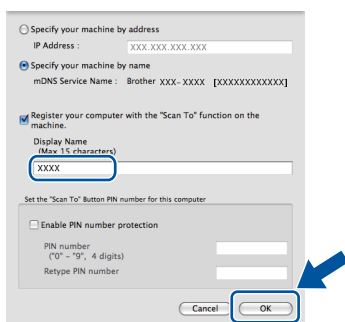 Specify your machine by address
IP Address : XXX.XXX.XXX.XXX
Specify your machine by name
mDNS Service Name : Brother XXX-XXXX [XXXXXXXXXXXX]
Register your computer with the "Scan To" function on the
machine.
Display Name
(Max 15 characters)
XXXX
Set the "Scan To" Button PIN number for this computer
Enable PIN number protection
PIN number
("0" - "9", 4 digits)
Retype PIN number
Cancel OK